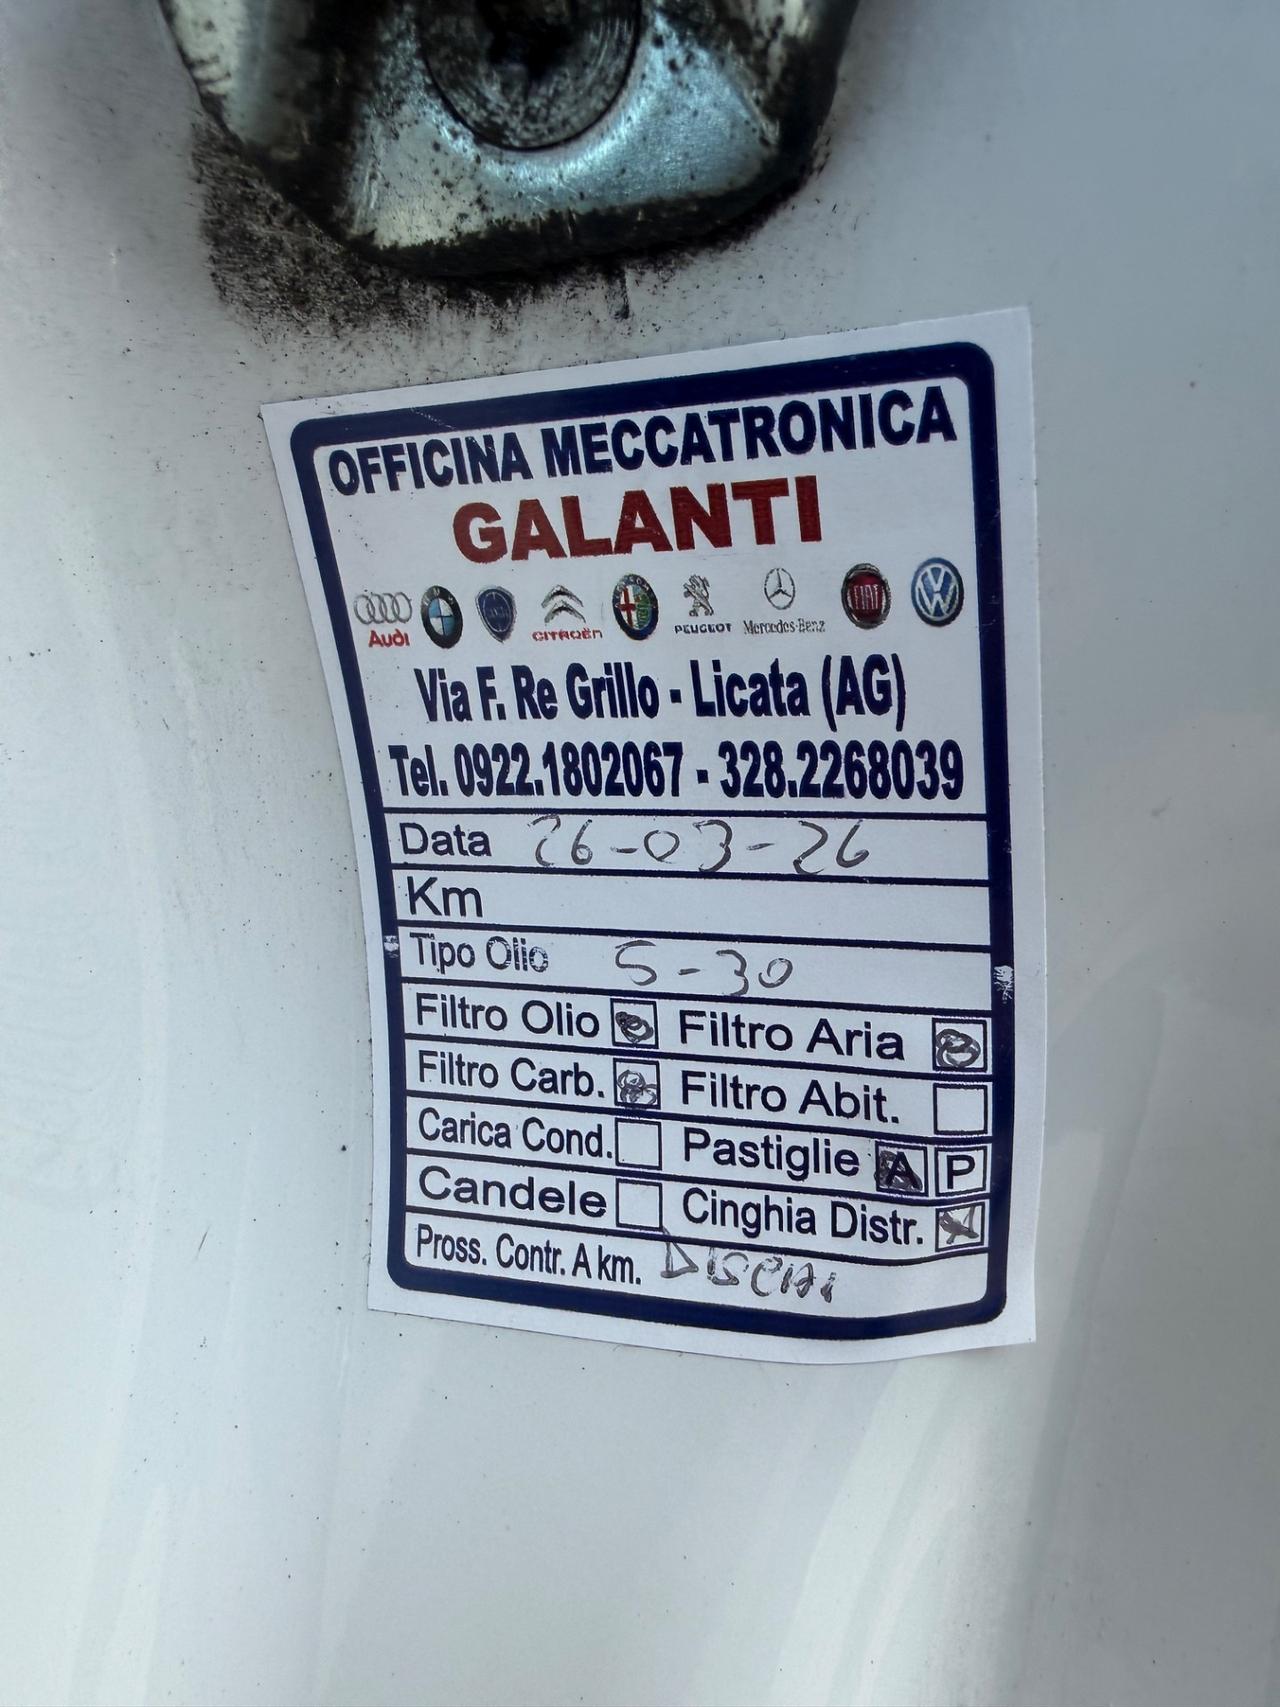 OFFICINA MECCATRONICA
GALANTI
Audi CITROËN PEUGEOT Mercedes-Benz FIAT
Via F. Re Grillo - Licata (AG)
Tel. 0922.1802067 - 328.2268039
Data 26-03-26
Km
Tipo Olio 5-30
Filtro Olio Filtro Aria
Filtro Carb. Filtro Abit.
Carica Cond. Pastiglie A P
Candele Cinghia Distr.
Pross. Contr. A km. DISCHI